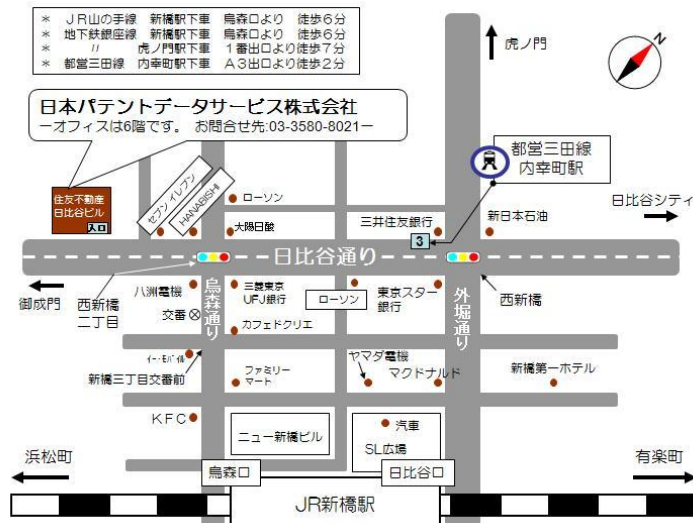 * JR山の手線 新橋駅下車 烏森口より 徒歩6分
* 地下鉄銀座線 新橋駅下車 烏森口より 徒歩6分
* 〃 虎ノ門駅下車 1番出口より徒歩7分
* 都営三田線 内幸町駅下車 A3出口より徒歩2分
N
虎ノ門
日本パテントデータサービス株式会社
−オフィスは6階です。 お問合せ先:03-3580-8021−
都営三田線
内幸町駅
住友不動産
日比谷ビル
入口
セブンイレブン
HANABISHI
ローソン
大陽日酸
三井住友銀行
3
新日本石油
日比谷シティ
日比谷通り
御成門
西新橋
二丁目
八洲電機
交番
烏森通り
三菱東京
UFJ銀行
カフェドクリエ
ローソン
東京スター
銀行
外堀通り
西新橋
イー・モバイル
新橋三丁目交番前
ファミリー
マート
ヤマダ電機
マクドナルド
新橋第一ホテル
KFC
ニュー新橋ビル
汽車
SL広場
浜松町
烏森口
日比谷口
有楽町
JR新橋駅